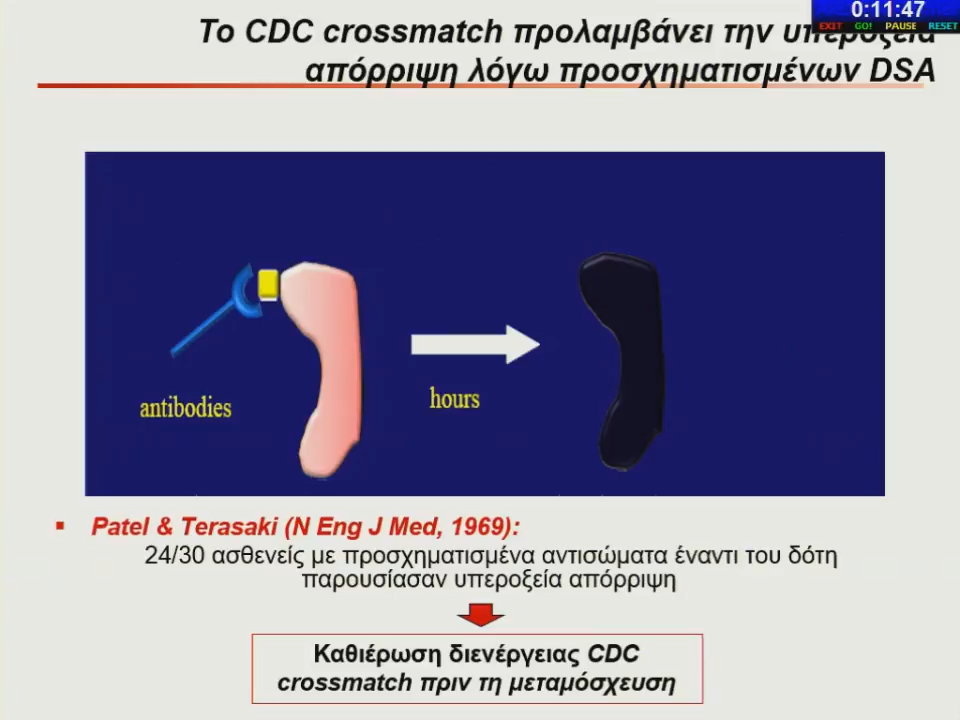 0:11:47
EXIT GO! PAUSE RESET
Το CDC crossmatch προλαμβάνει την υπεροξεία
απόρριψη λόγω προσχηματισμένων DSA
antibodies
hours
▪ Patel & Terasaki (N Eng J Med, 1969):
24/30 ασθενείς με προσχηματισμένα αντισώματα έναντι του δότη
παρουσίασαν υπεροξεία απόρριψη
Καθιέρωση διενέργειας CDC
crossmatch πριν τη μεταμόσχευση